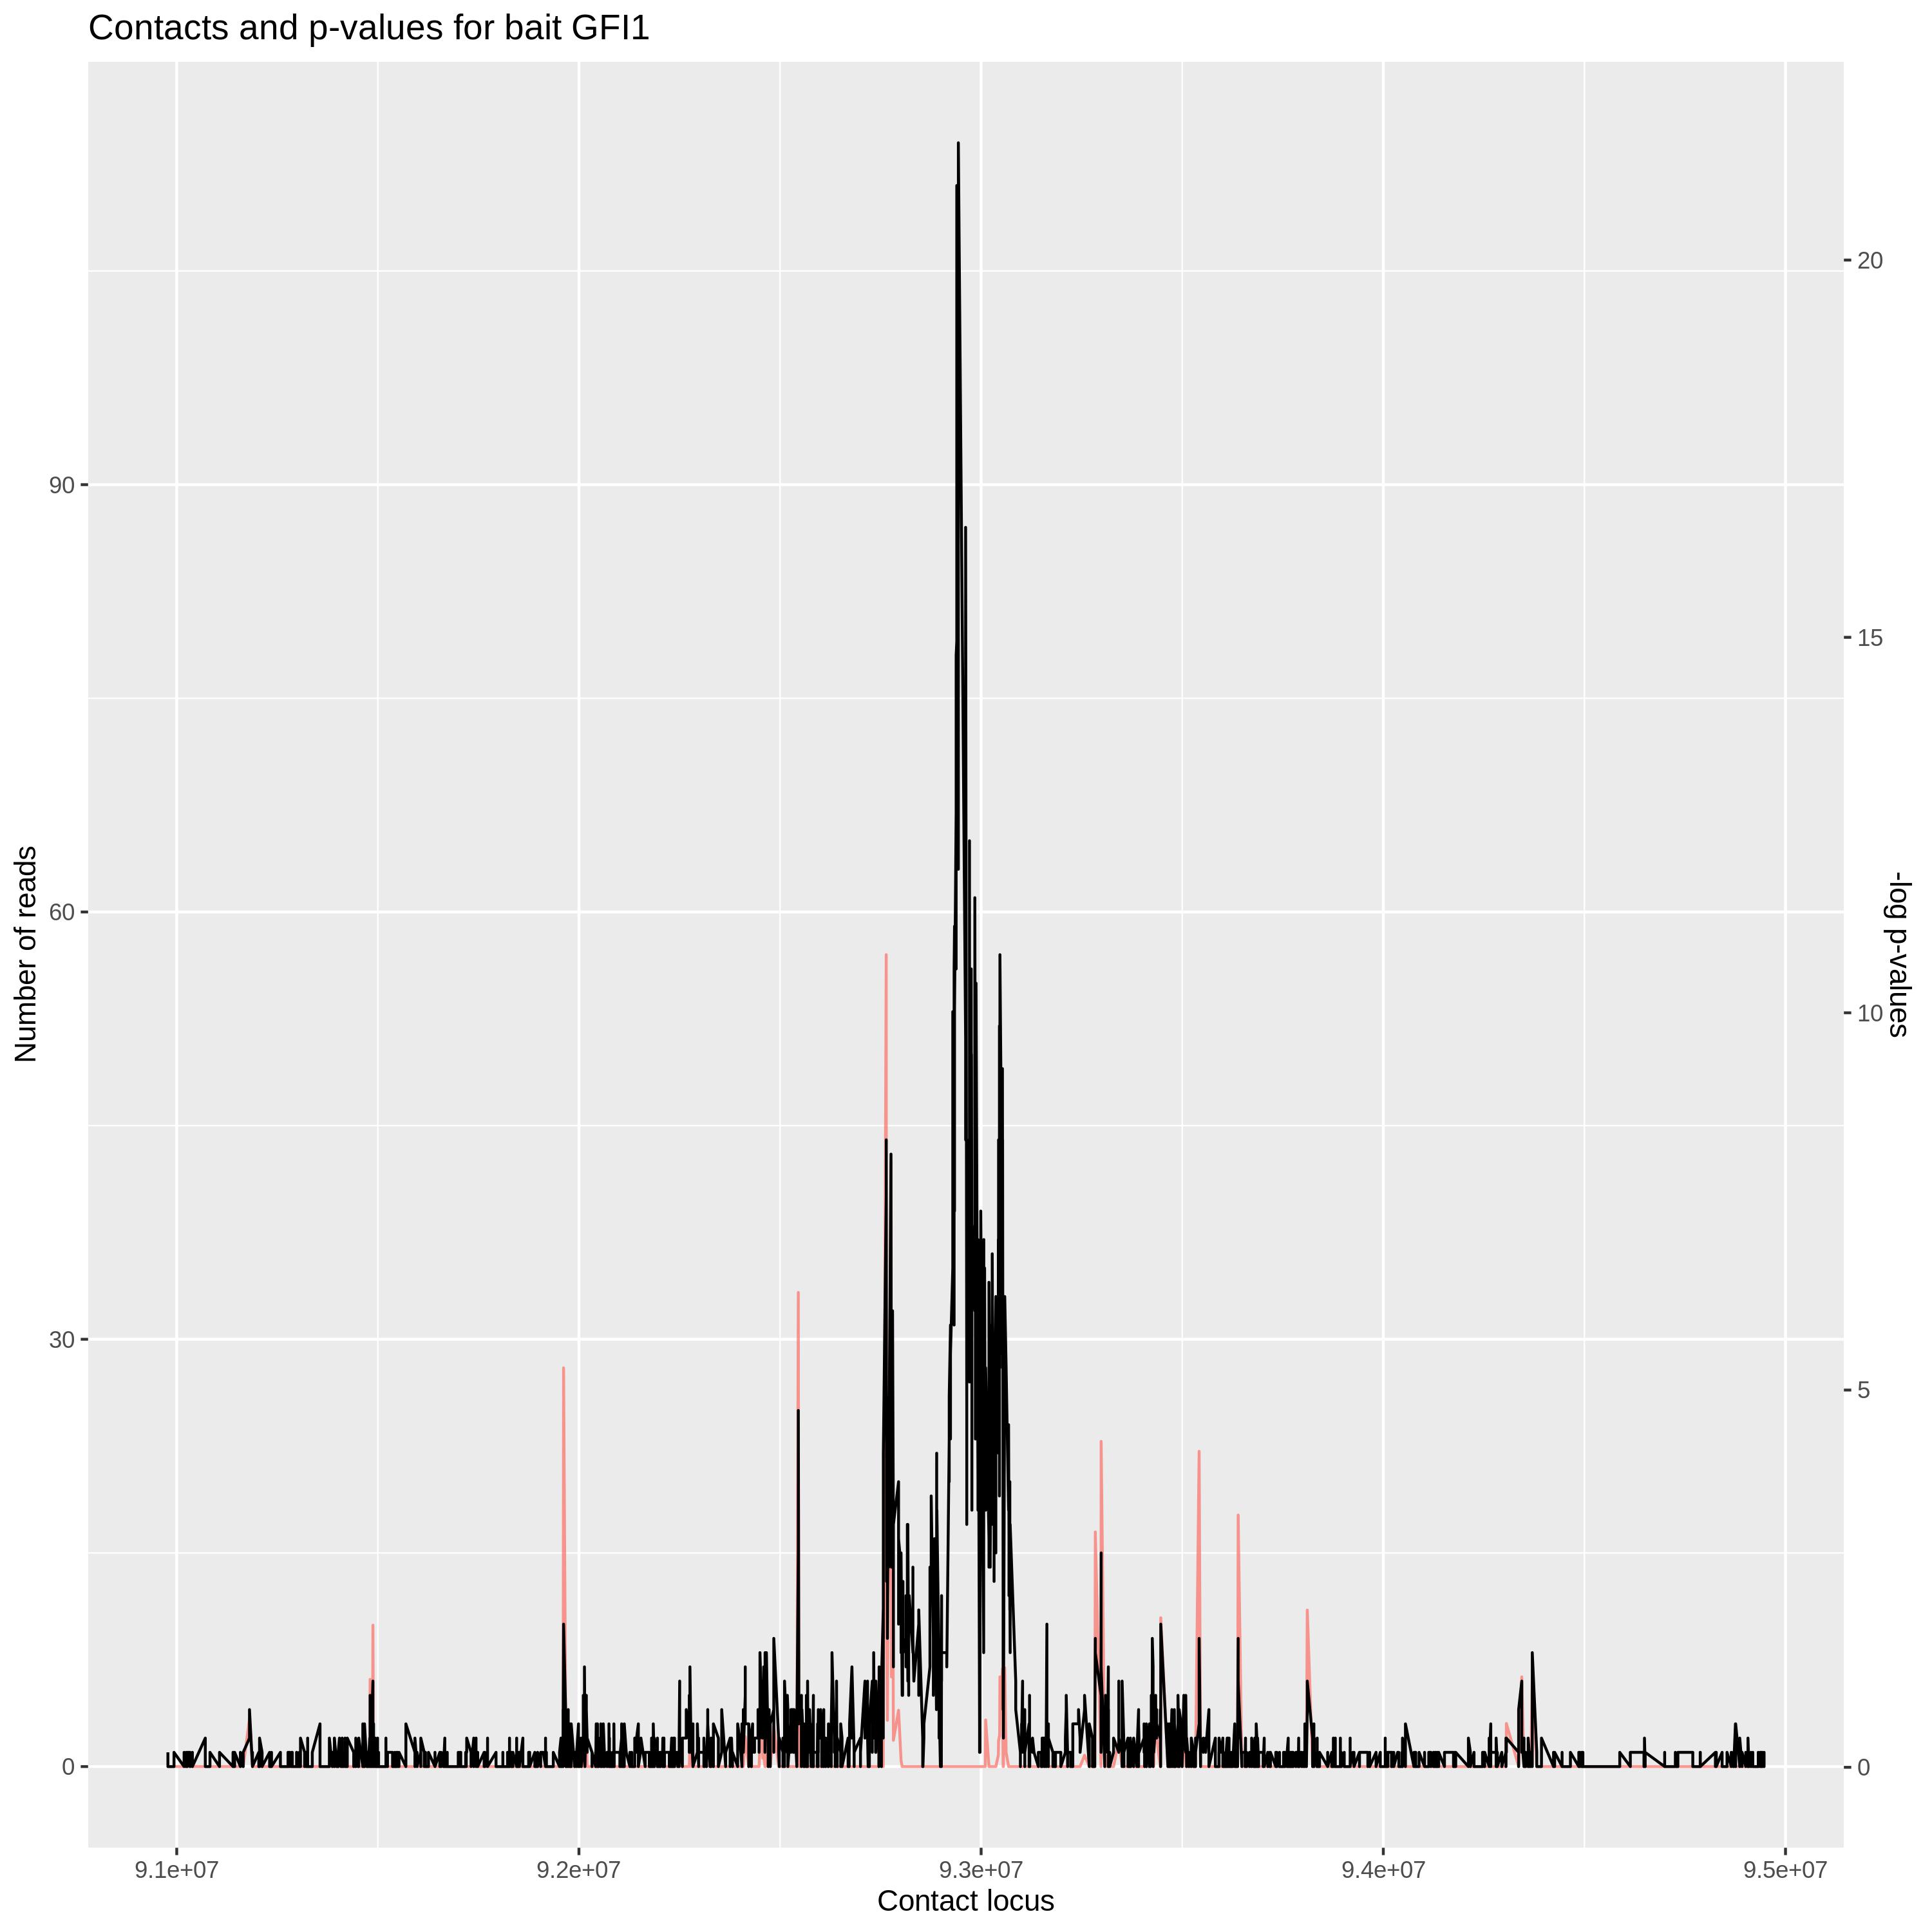 Contacts and p-values for bait GFI1
Number of reads
90
60
30
0
20
15
10
5
0
-log p-values
9.1e+07 9.2e+07 9.3e+07 9.4e+07 9.5e+07
Contact locus